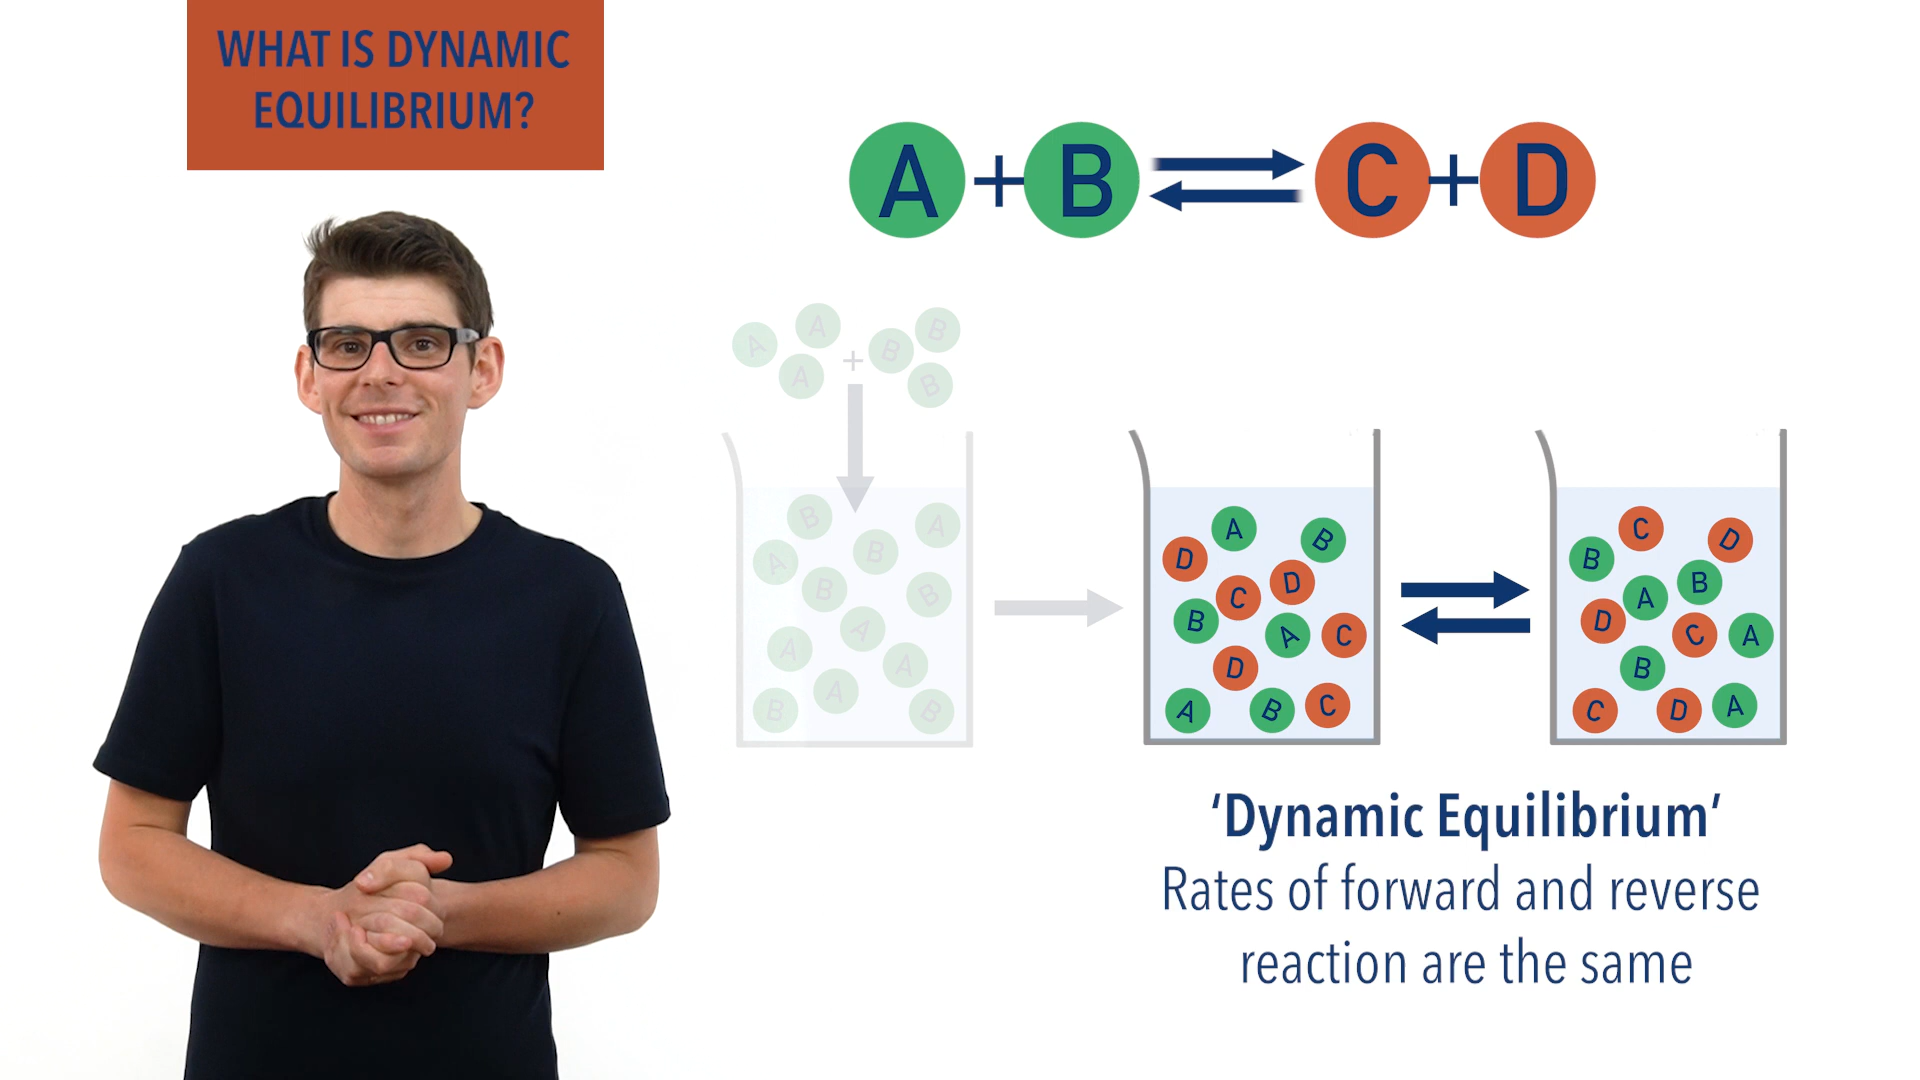 WHAT IS DYNAMIC
EQUILIBRIUM?
A + B C + D
A A A + B B B
B A A B B B A A A A B B
A B D D C B A C D A B C
C D B B A D C A B C D A
‘Dynamic Equilibrium’
Rates of forward and reverse
reaction are the same